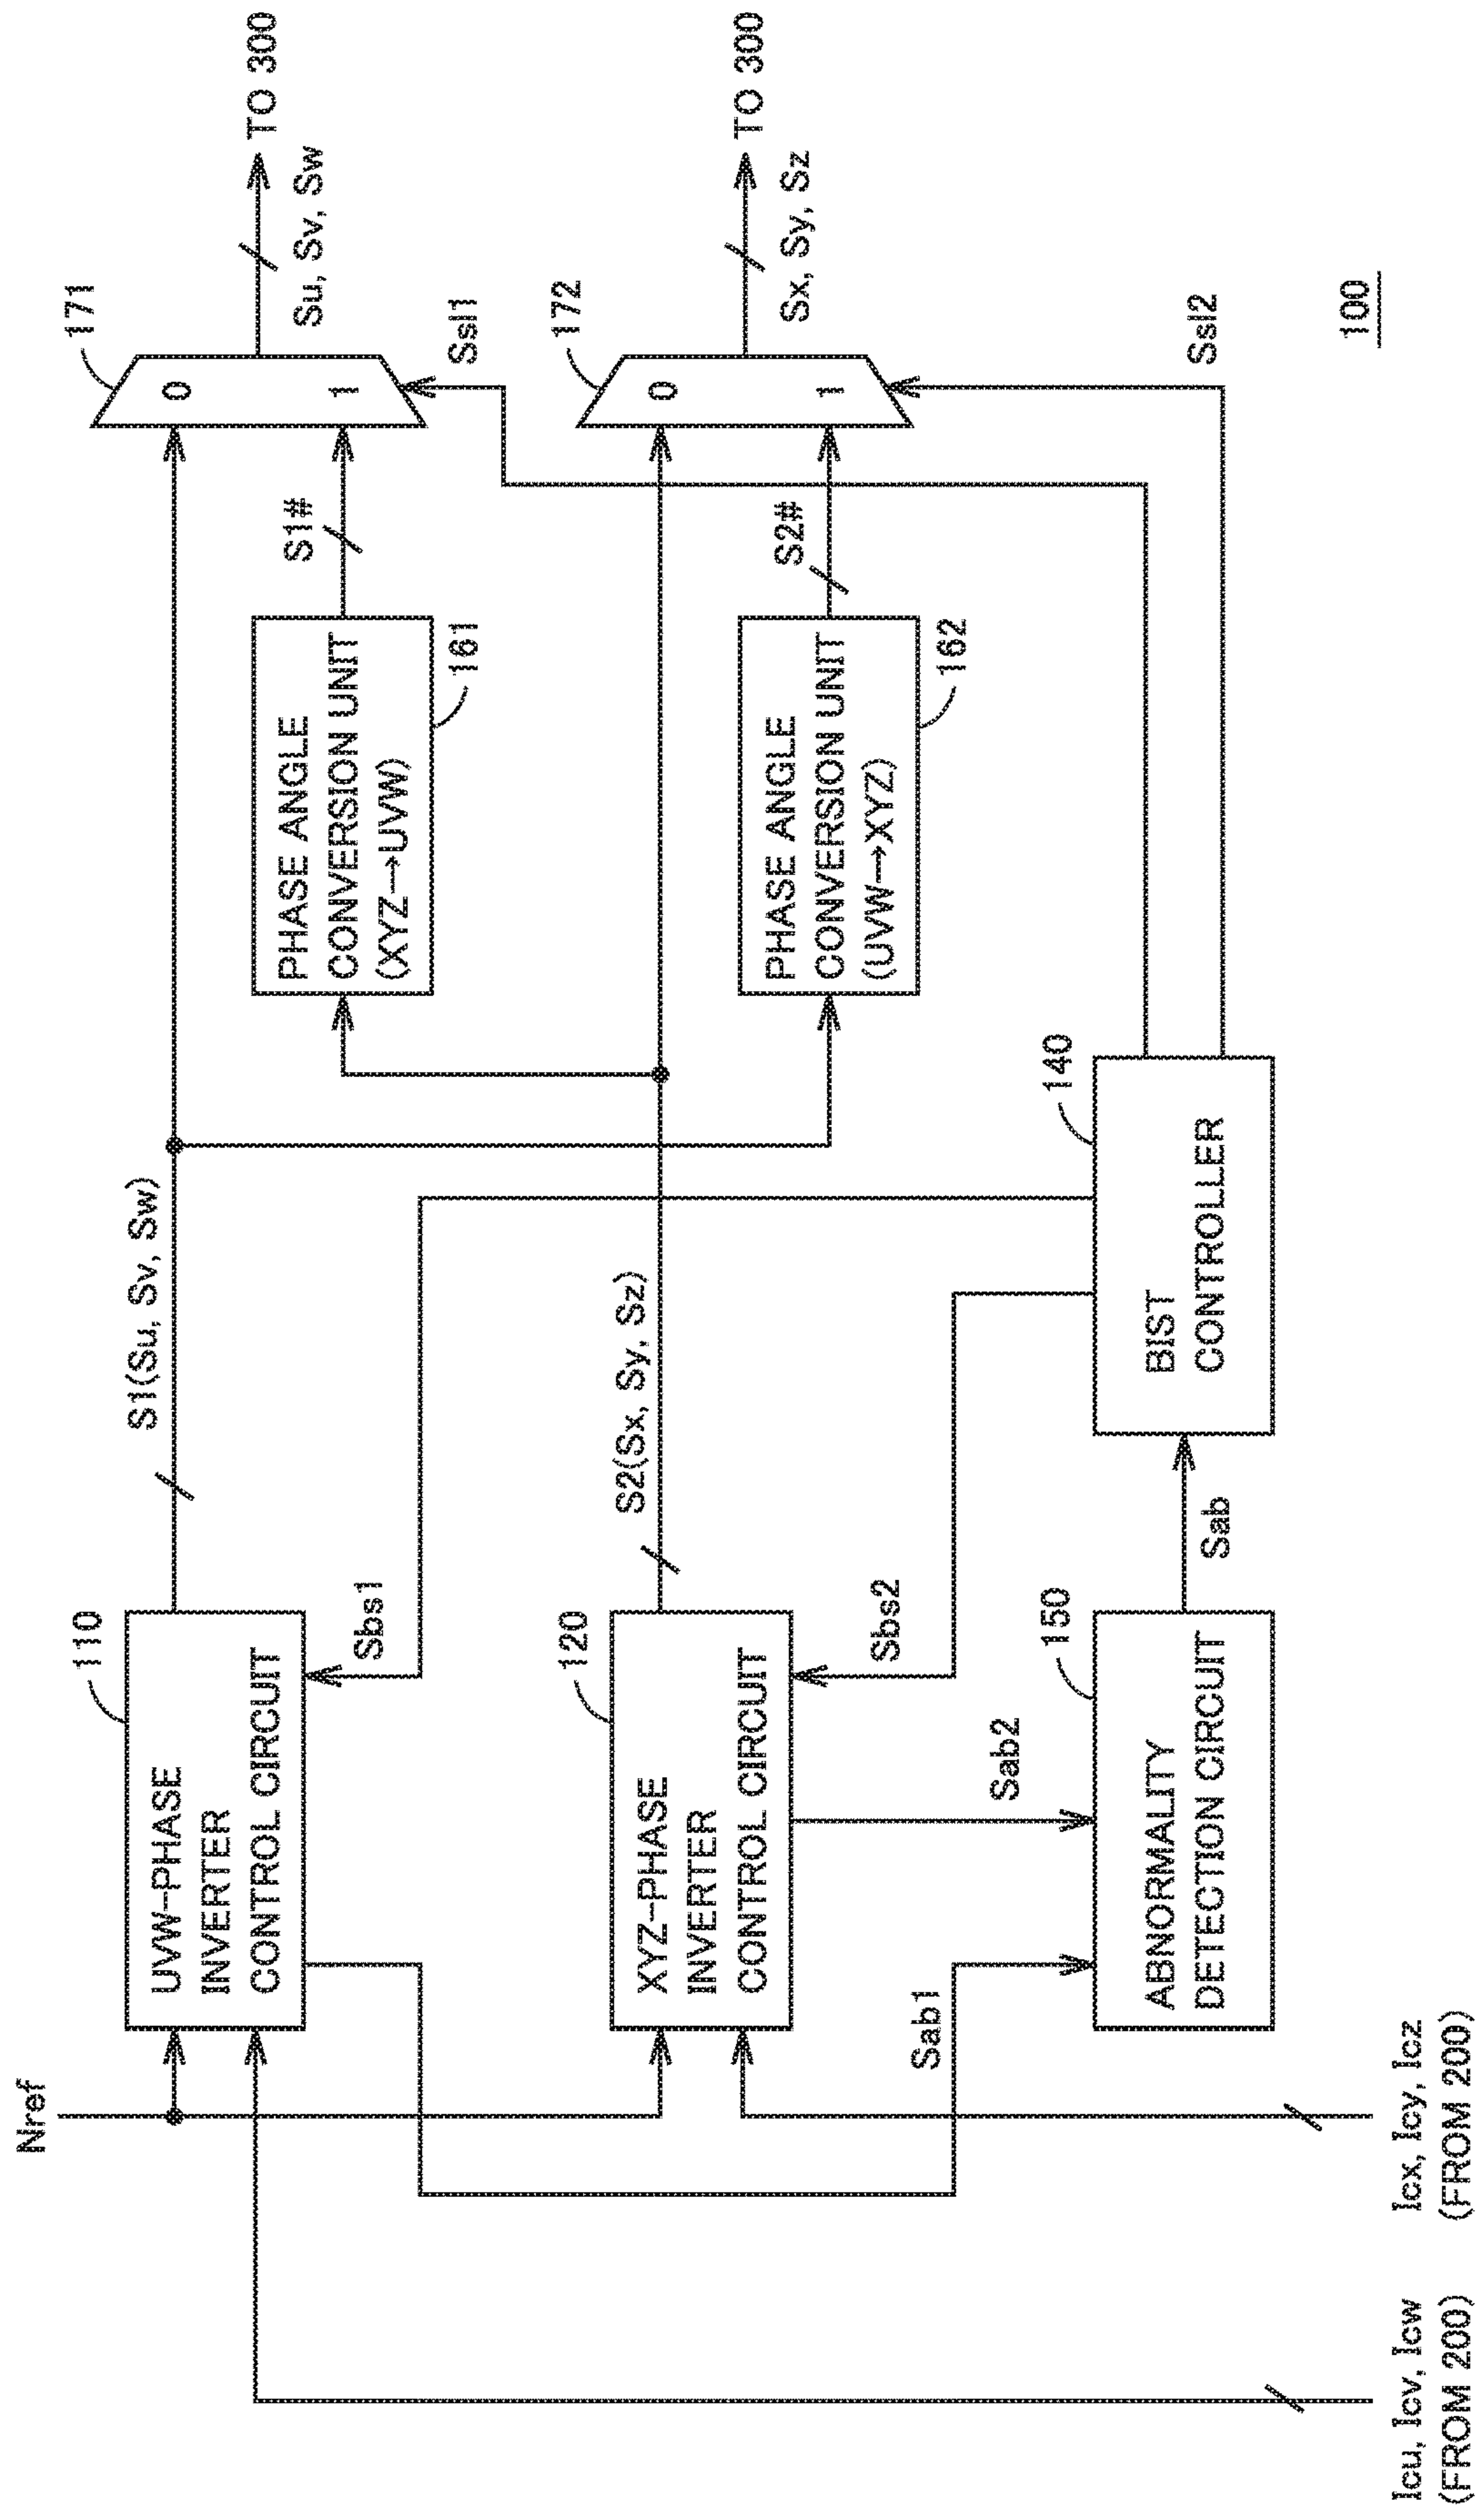 Nref
110
UVW-PHASE
INVERTER
CONTROL CIRCUIT
S1(Su, Sv, Sw)
Sbs1
PHASE ANGLE
CONVERSION UNIT
(XYZ→UVW)
161
S1#
171
0
1
Ssl1
TO 300
Su, Sv, Sw
120
XYZ-PHASE
INVERTER
CONTROL CIRCUIT
S2(Sx, Sy, Sz)
Sbs2
PHASE ANGLE
CONVERSION UNIT
(UVW→XYZ)
162
S2#
172
0
1
TO 300
Sx, Sy, Sz
Sab1
Sab2
150
ABNORMALITY
DETECTION CIRCUIT
Sab
140
BIST
CONTROLLER
Ssl2
Icu, Icv, Icw
(FROM 200)
Icx, Icy, Icz
(FROM 200)
100